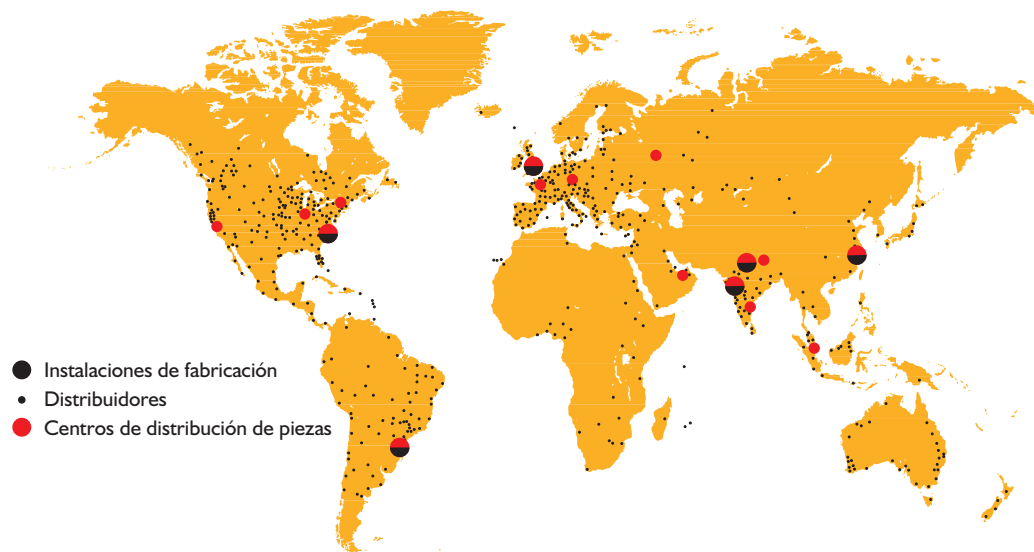 Instalaciones de fabricación
Distribuidores
Centros de distribución de piezas